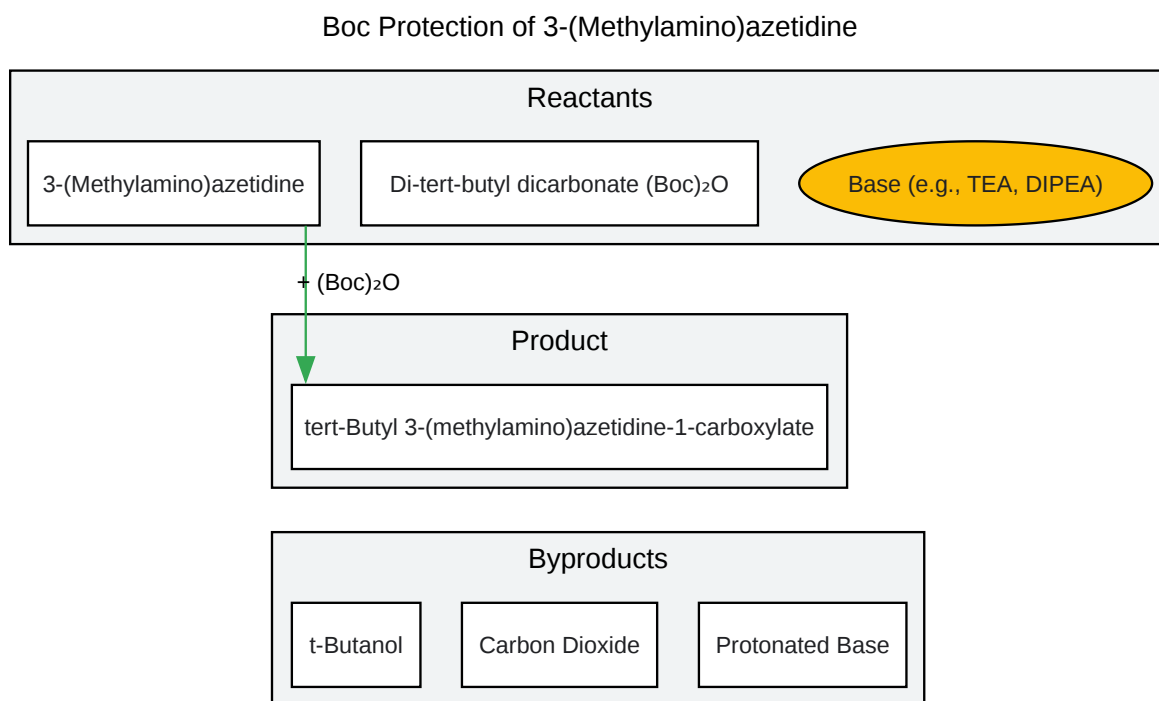 Boc Protection of 3-(Methylamino)azetidine
Reactants
3-(Methylamino)azetidine
Di-tert-butyl dicarbonate (Boc)₂O
Base (e.g., TEA, DIPEA)
+ (Boc)₂O
Product
tert-Butyl 3-(methylamino)azetidine-1-carboxylate
Byproducts
t-Butanol
Carbon Dioxide
Protonated Base